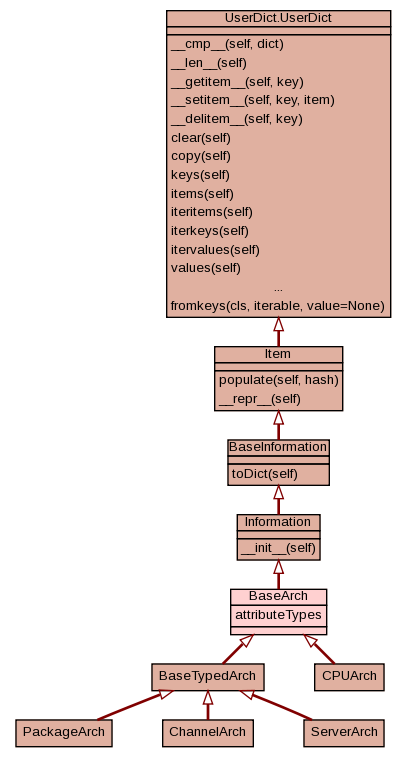 UserDict.UserDict
__cmp__(self, dict)
__len__(self)
__getitem__(self, key)
__setitem__(self, key, item)
__delitem__(self, key)
clear(self)
copy(self)
keys(self)
items(self)
iteritems(self)
iterkeys(self)
itervalues(self)
values(self)
...
fromkeys(cls, iterable, value=None)
Item
populate(self, hash)
__repr__(self)
BaseInformation
toDict(self)
Information
__init__(self)
BaseArch
attributeTypes
BaseTypedArch
CPUArch
PackageArch
ChannelArch
ServerArch